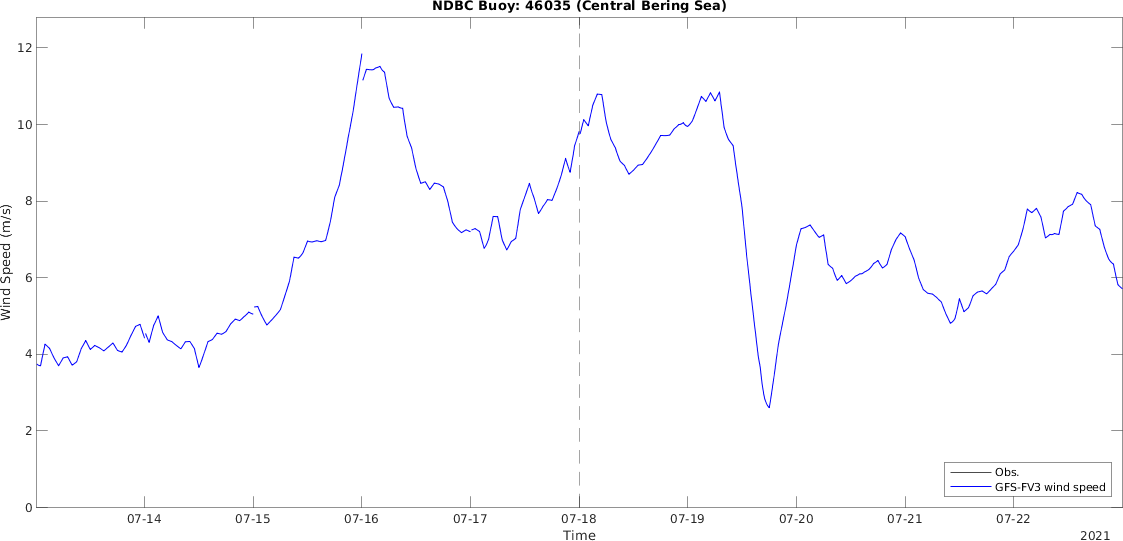 NDBC Buoy: 46035 (Central Bering Sea)
12
10
8
6
4
2
0
Wind Speed (m/s)
07-14 07-15 07-16 07-17 07-18 07-19 07-20 07-21 07-22
Time
2021
Obs.
GFS-FV3 wind speed